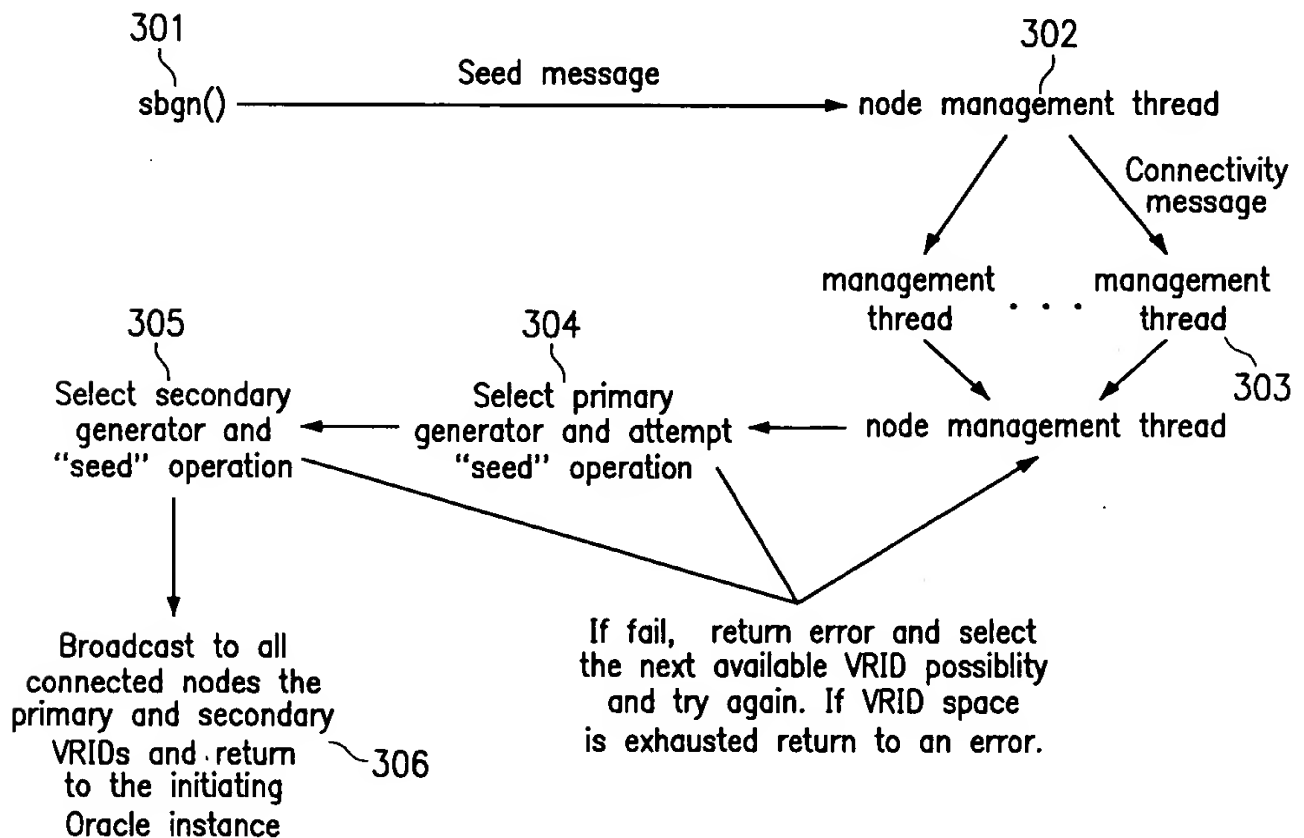 301
302
Seed message
sbgn()
node management thread
Connectivity
message
management
thread
. . .
management
thread
303
305
304
Select secondary
generator and
“seed” operation
Select primary
generator and attempt
“seed” operation
node management thread
Broadcast to all
connected nodes the
primary and secondary
VRIDs and return
to the initiating
Oracle instance
306
If fail, return error and select
the next available VRID possiblity
and try again. If VRID space
is exhausted return to an error.